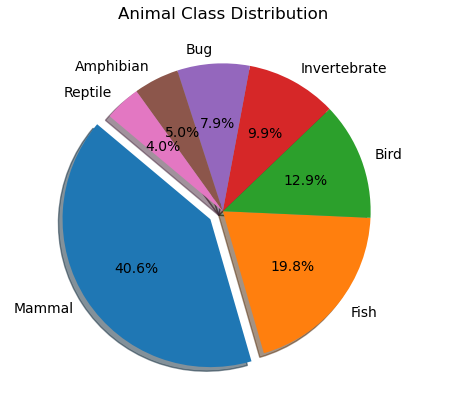 Animal Class Distribution
Bug
Amphibian
Invertebrate
Reptile
7.9%
5.0%
9.9%
4.0%
Bird
12.9%
40.6%
19.8%
Mammal
Fish